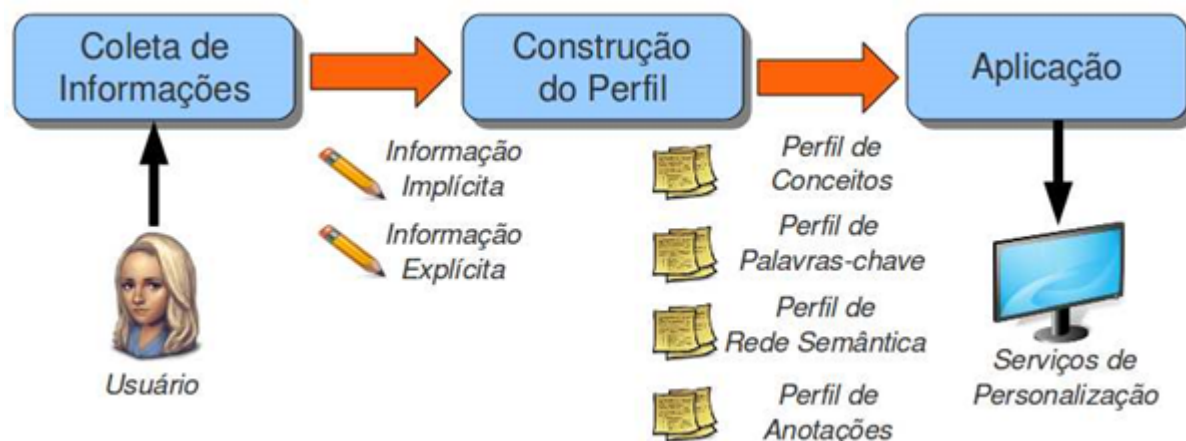 Coleta de
Informações
Construção
do Perfil
Aplicação
Informação
Implícita
Informação
Explícita
Perfil de
Conceitos
Perfil de
Palavras-chave
Perfil de
Rede Semântica
Perfil de
Anotações
Usuário
Serviços de
Personalização